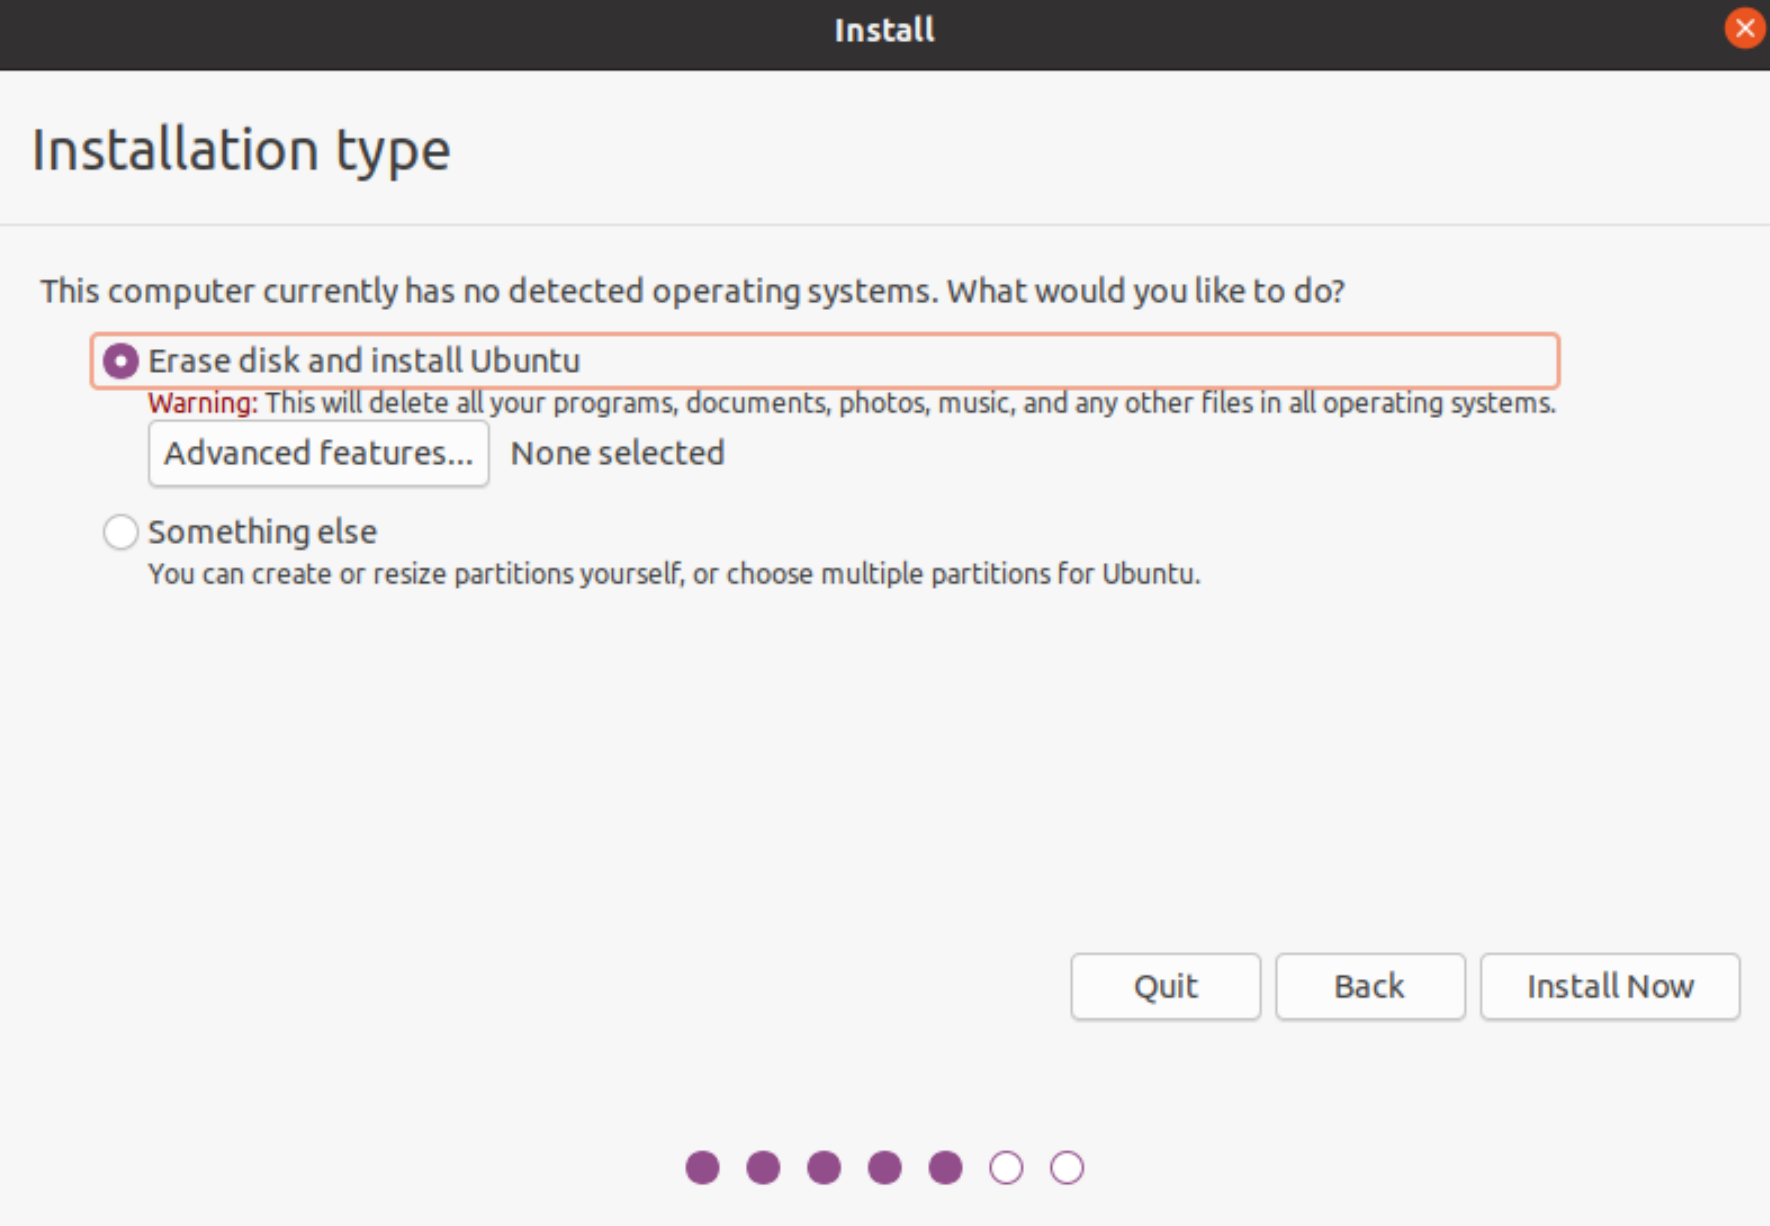 Install
Installation type
This computer currently has no detected operating systems. What would you like to do?
Erase disk and install Ubuntu
Warning: This will delete all your programs, documents, photos, music, and any other files in all operating systems.
Advanced features... None selected
Something else
You can create or resize partitions yourself, or choose multiple partitions for Ubuntu.
Quit Back Install Now